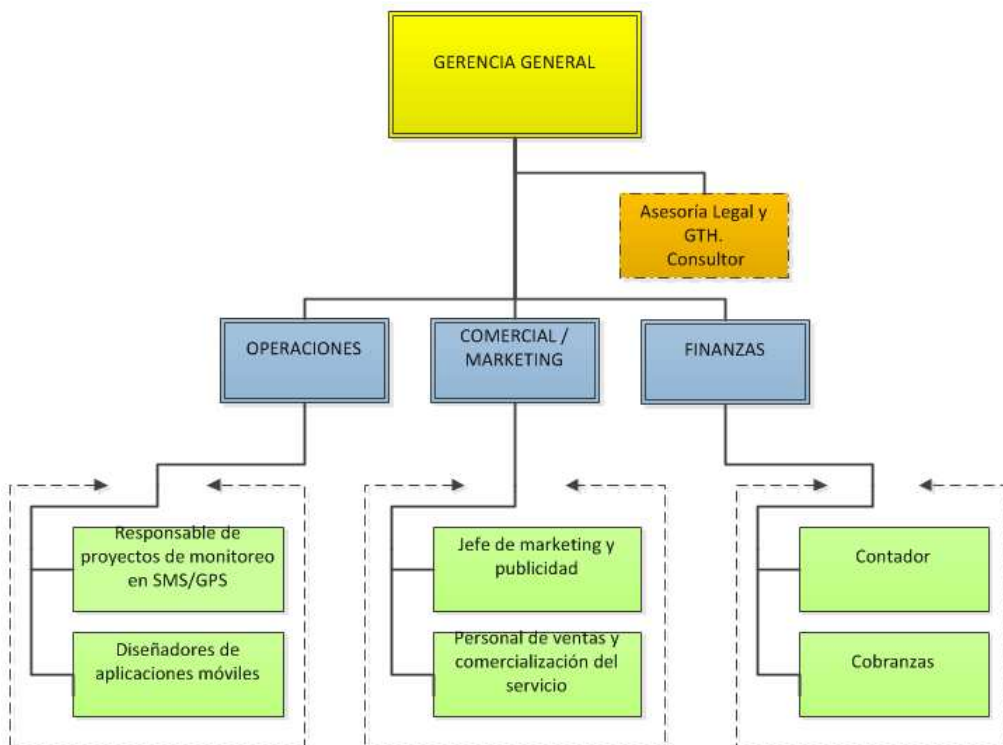 GERENCIA GENERAL
Asesoría Legal y
GTH.
Consultor
OPERACIONES
COMERCIAL /
MARKETING
FINANZAS
Responsable de
proyectos de monitoreo
en SMS/GPS
Diseñadores de
aplicaciones móviles
Jefe de marketing y
publicidad
Personal de ventas y
comercialización del
servicio
Contador
Cobranzas